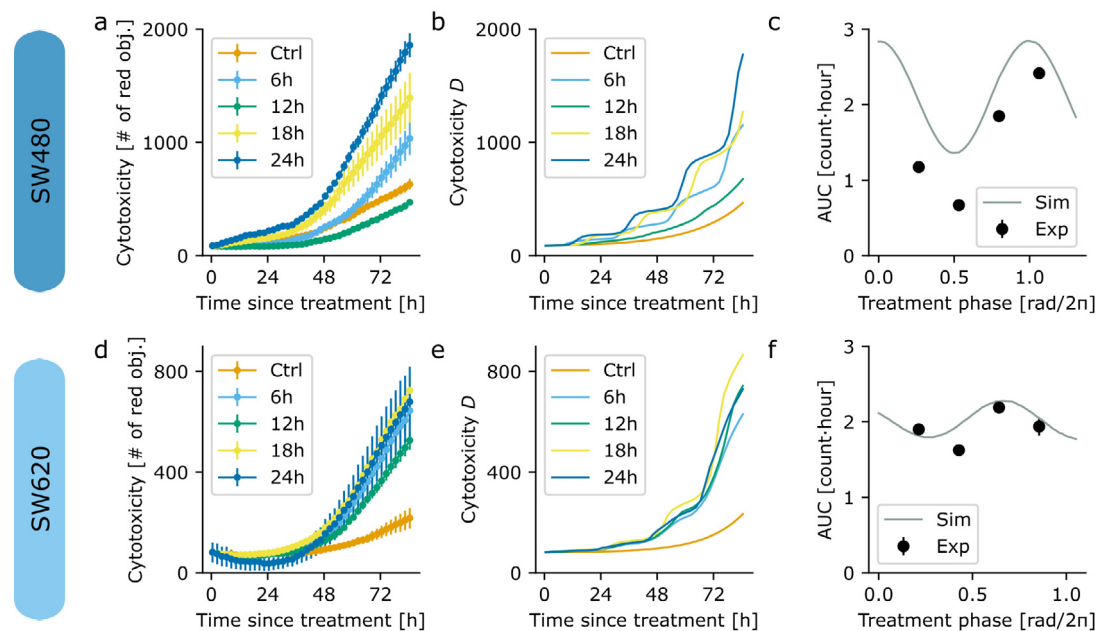 SW480
a
Cytotoxicity [# of red obj.]
2000
1000
0
Ctrl
6h
12h
18h
24h
0 24 48 72
Time since treatment [h]
b
Cytotoxicity D
2000
1000
0
Ctrl
6h
12h
18h
24h
0 24 48 72
Time since treatment [h]
c
AUC [count·hour]
3
2
1
0
Sim
Exp
0.0 0.5 1.0
Treatment phase [rad/2π]
SW620
d
Cytotoxicity [# of red obj.]
800
400
0
Ctrl
6h
12h
18h
24h
0 24 48 72
Time since treatment [h]
e
Cytotoxicity D
800
400
0
Ctrl
6h
12h
18h
24h
0 24 48 72
Time since treatment [h]
f
AUC [count·hour]
3
2
1
0
Sim
Exp
0.0 0.5 1.0
Treatment phase [rad/2π]